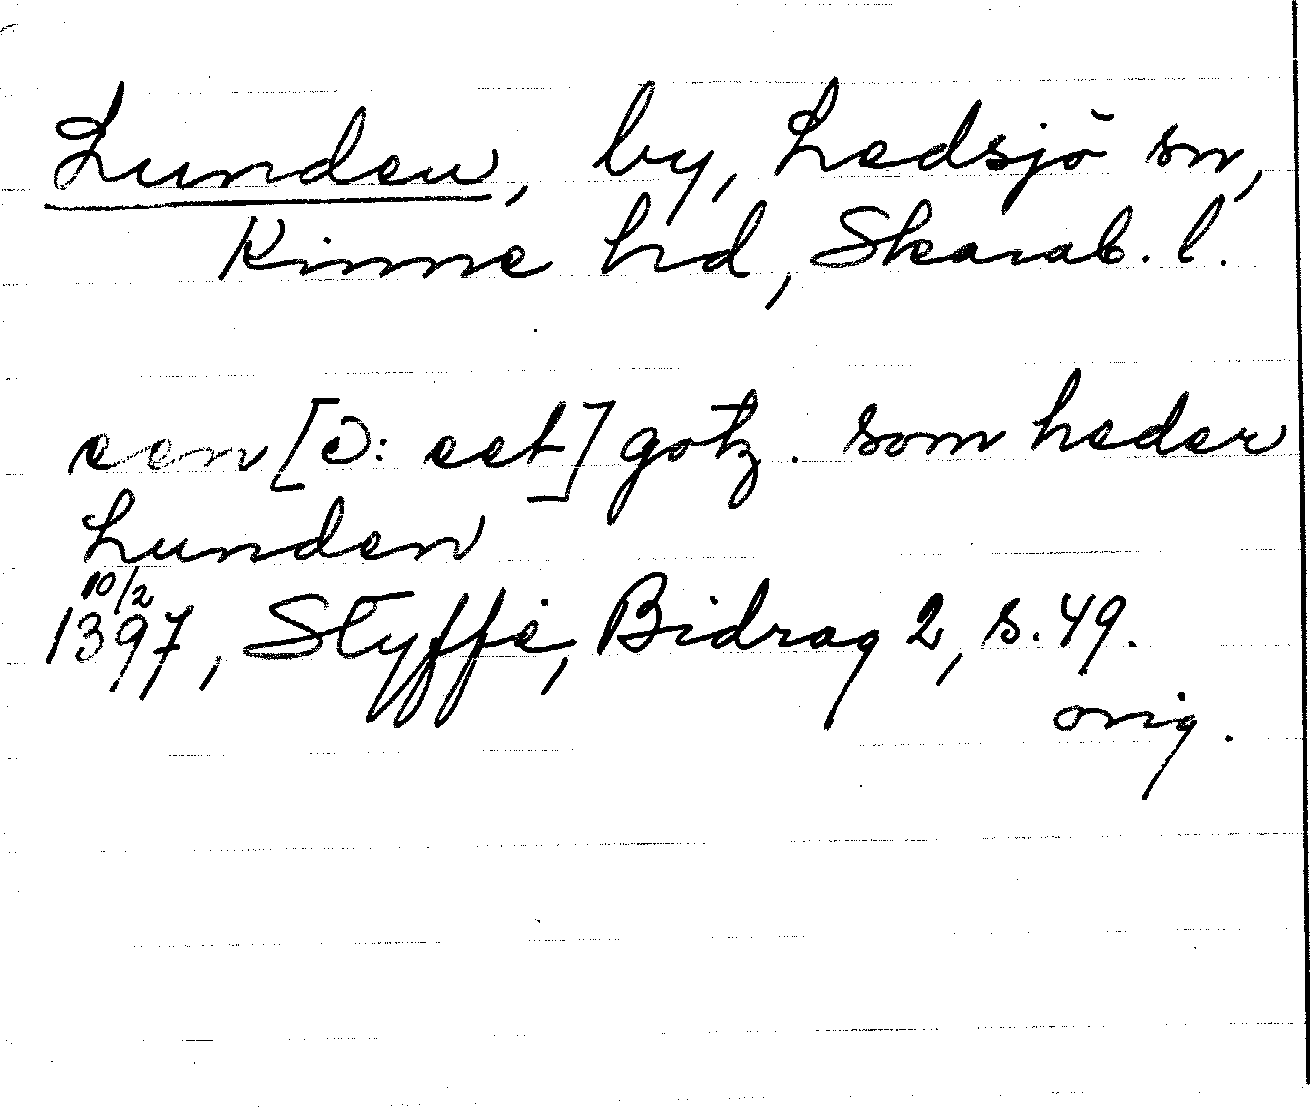 Lunden, by, Ledsjö sn,
Kinne hd, Skarab. l.
een [ɔ: eet] gotz. som heder
Lunden
10/2
1397, Styffe, Bidrag 2, s. 49.
orig.